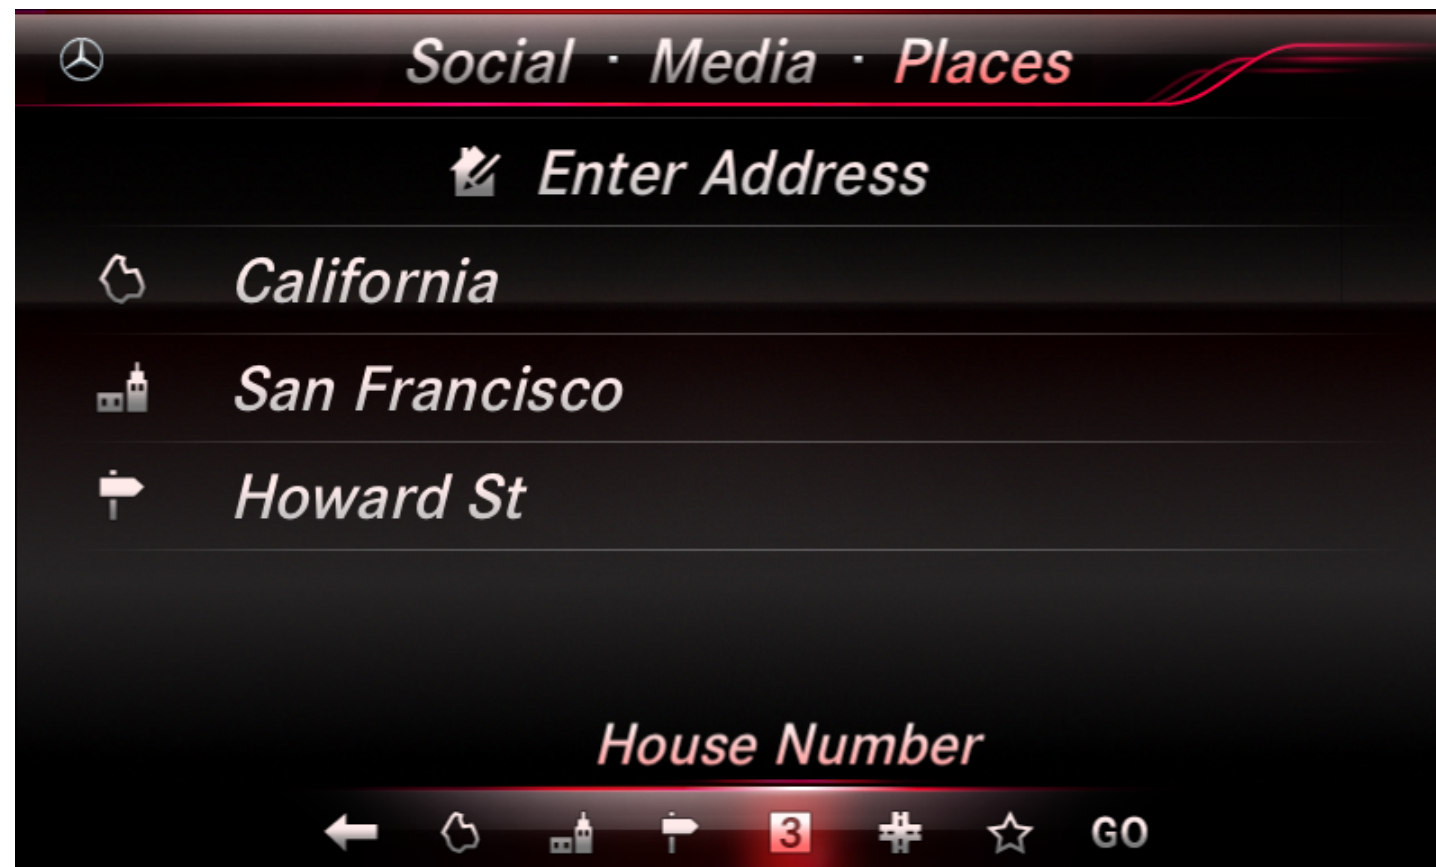 Social · Media · Places
Enter Address
California
San Francisco
Howard St
House Number
3 GO